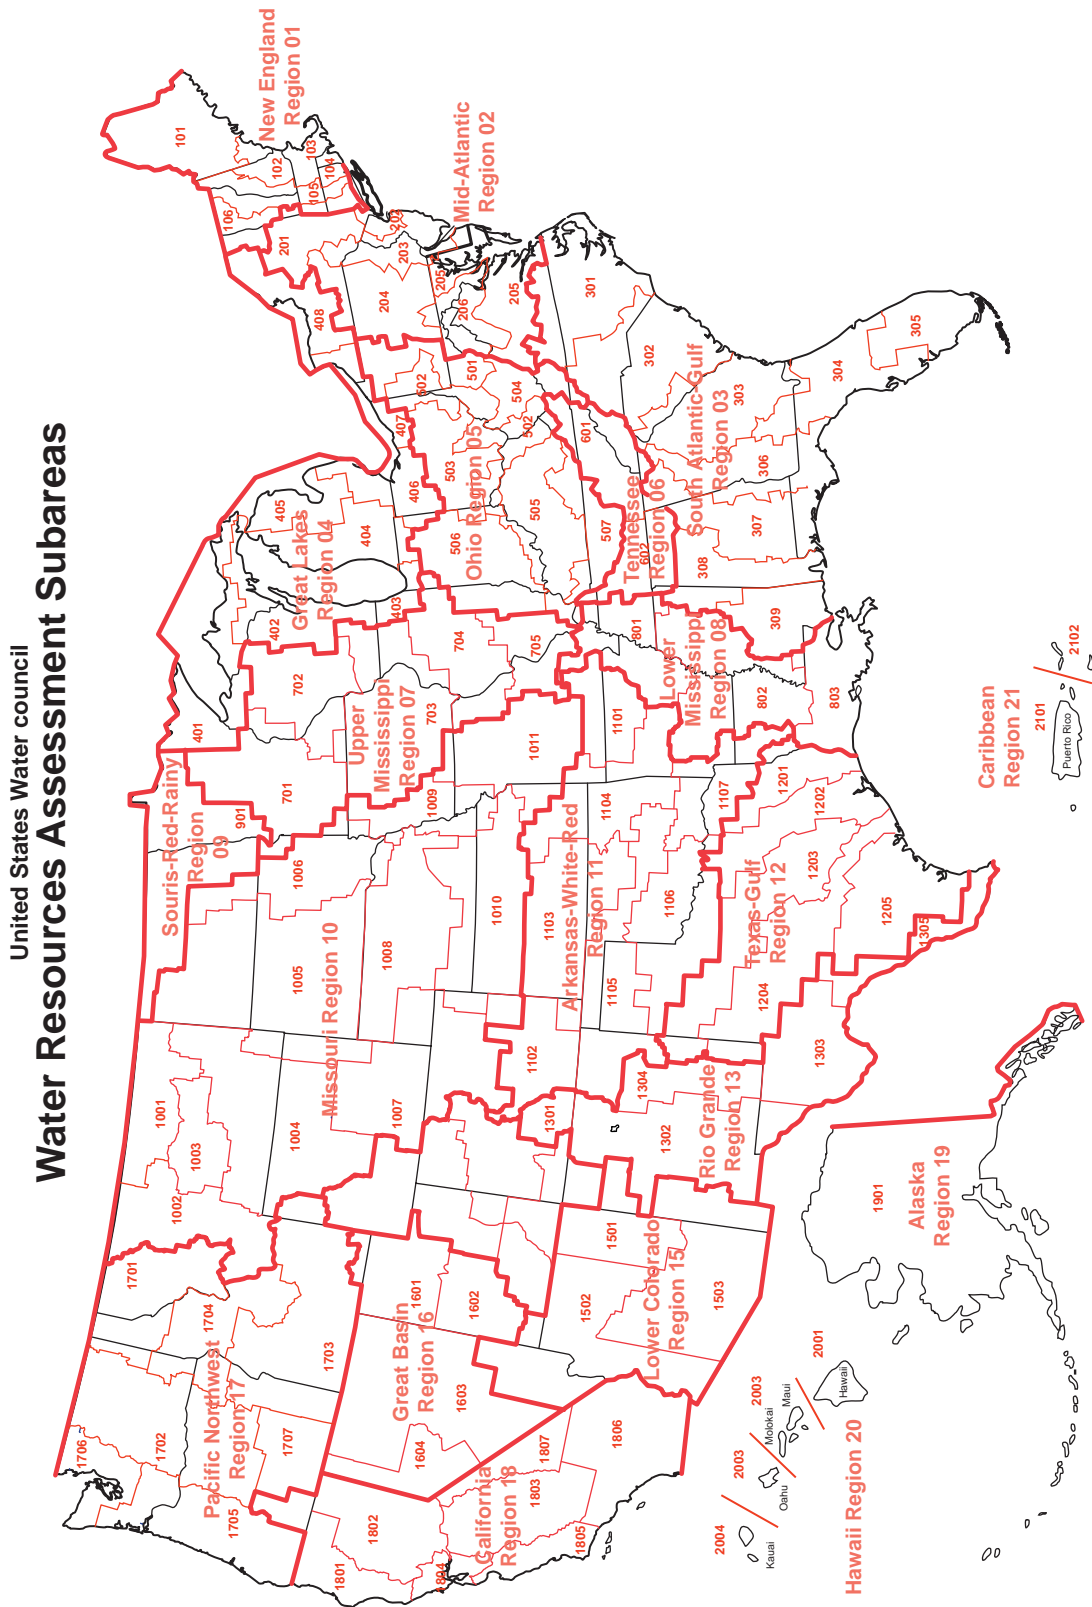 United States Water council
Water Resources Assessment Subareas
Pacific Northwest
Region 17
1706
1702
1701
1704
1705
1707
1703
Missouri Region 10
1002
1001
1003
1004
1005
1006
1007
1008
1009
1010
1011
Souris-Red-Rainy
Region
09
901
Upper
Mississippi
Region 07
701
702
703
704
705
Great Lakes
Region 04
401
402
403
404
405
406
407
408
New England
Region 01
101
102
103
104
105
106
Mid-Atlantic
Region 02
201
202
203
204
205
206
205
Ohio Region 05
501
502
502
503
504
505
506
507
Tennessee
Region 06
601
602
South Atlantic-Gulf
Region 03
301
302
303
304
305
306
307
308
309
Lower
Mississippi
Region 08
801
802
803
Arkansas-White-Red
Region 11
1101
1102
1103
1104
1105
1106
1107
Texas-Gulf
Region 12
1201
1202
1203
1204
1205
Rio Grande
Region 13
1301
1302
1303
1304
1305
Lower Colorado
Region 15
1501
1502
1503
Great Basin
Region 16
1601
1602
1603
1604
California
Region 18
1801
1802
1803
1804
1805
1806
1807
Alaska
Region 19
1901
Hawaii Region 20
2004
2003
2003
2001
Kauai
Oahu
Molokai
Maui
Hawaii
Caribbean
Region 21
2101
2102
Puerto Rico